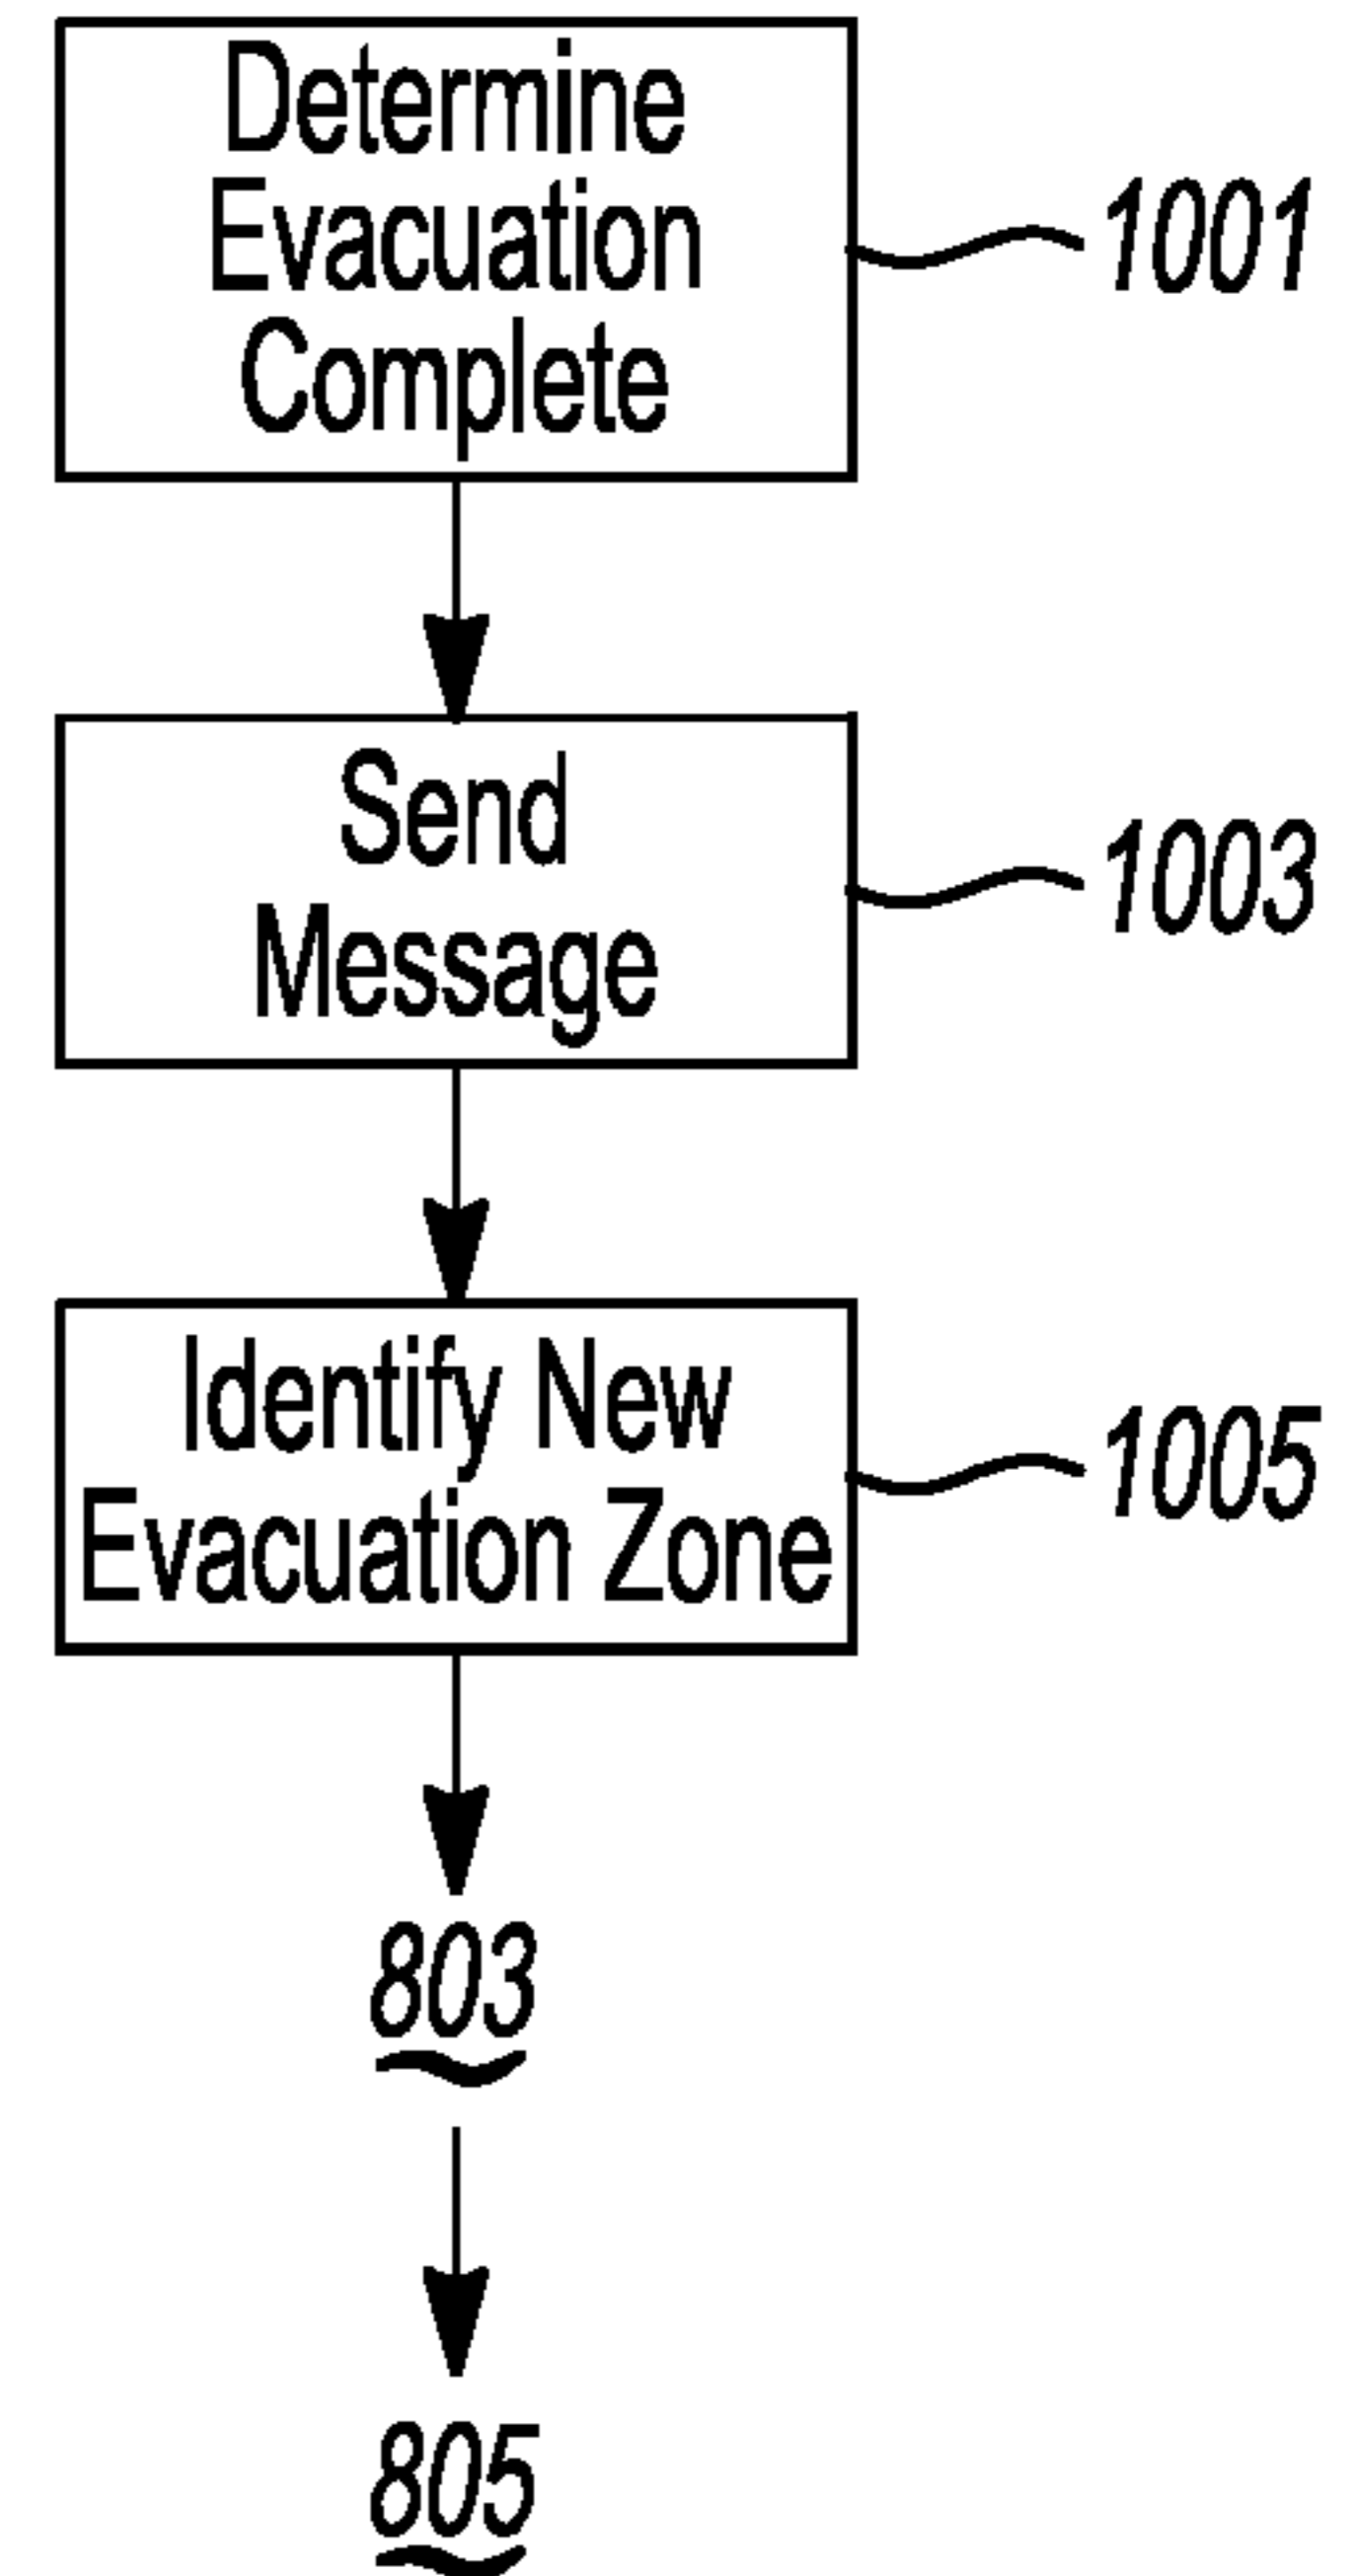 Determine
Evacuation
Complete
1001
Send
Message
1003
Identify New
Evacuation Zone
1005
803
805